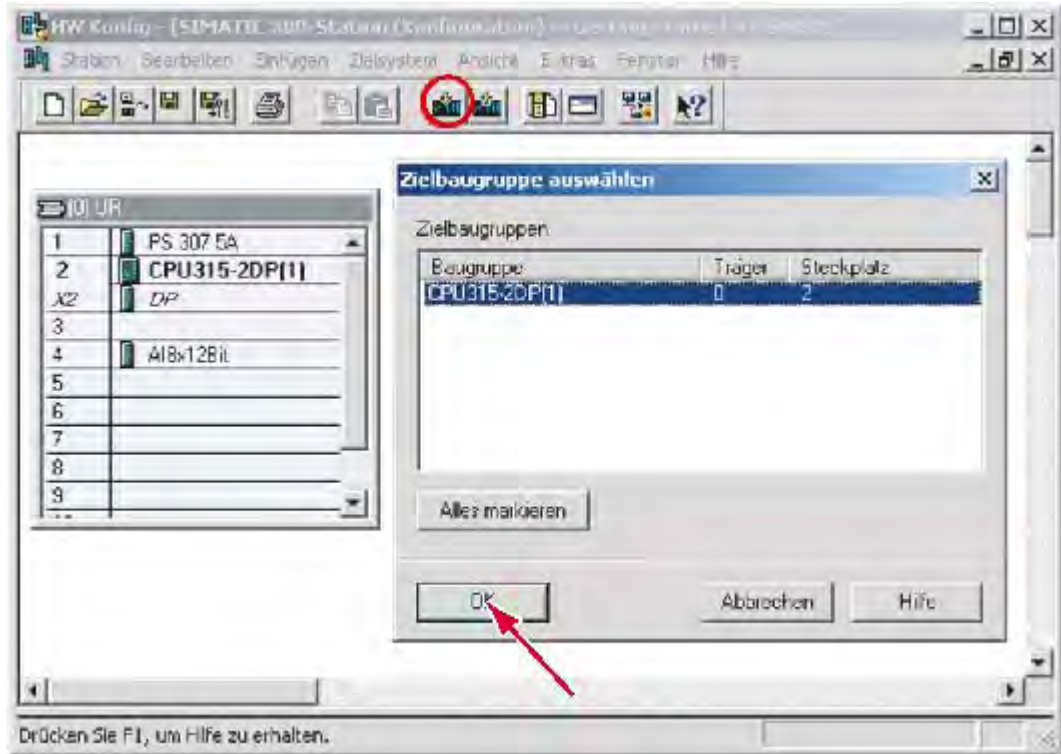 HW Konfig - [SIMATIC 300-Station (Konfiguration)
Station Bearbeiten Einfügen Zielsystem Ansicht Extras Fenster Hilfe
Zielbaugruppe auswählen
(0) UR
Zielbaugruppen
1 PS 307 5A
2 CPU315-2DP(1)
X2 DP
3
4 AI8x12Bit
5
6
7
8
9
Baugruppe Träger Steckplatz
CPU315-2DP(1) 0 2
Alles markieren
OK Abbrechen Hilfe
Drücken Sie F1, um Hilfe zu erhalten.